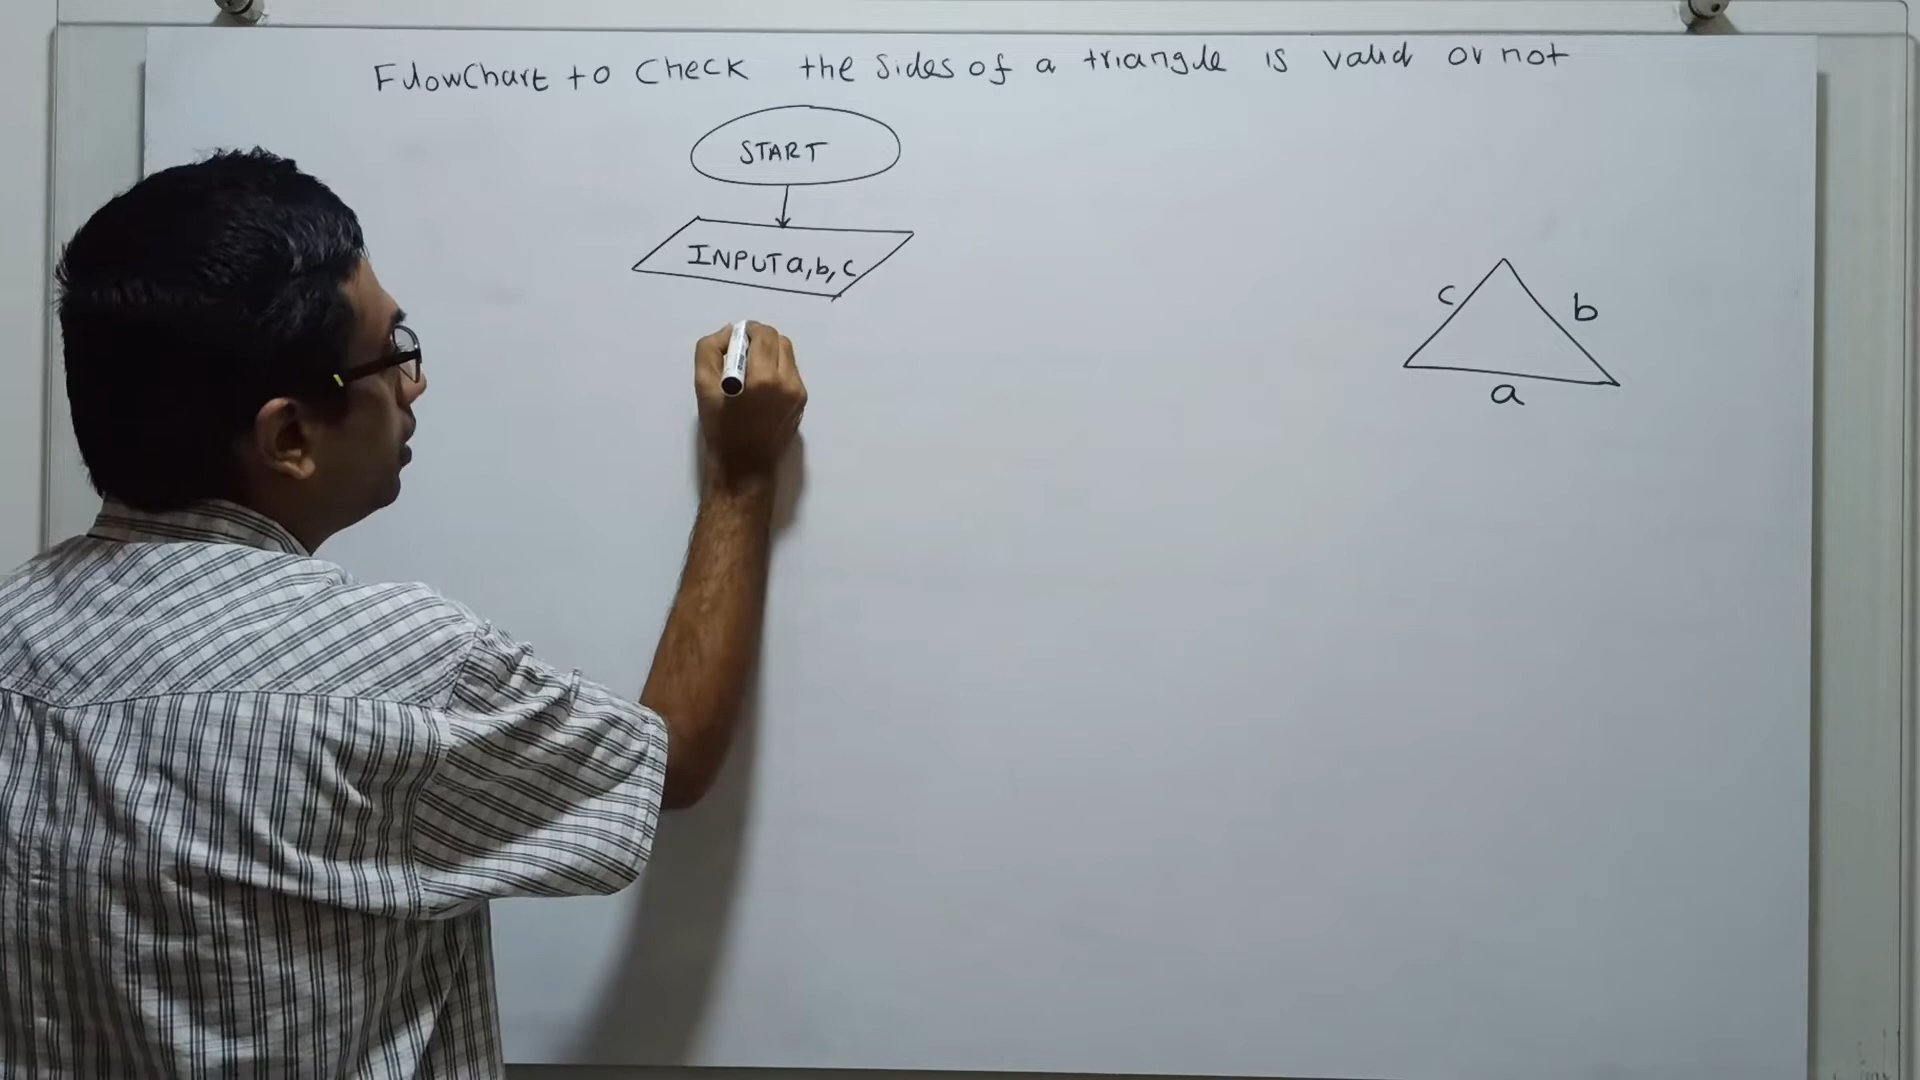 FlowChart to Check the sides of a triangle is valid or not
START
INPUT a, b, c
c
b
a